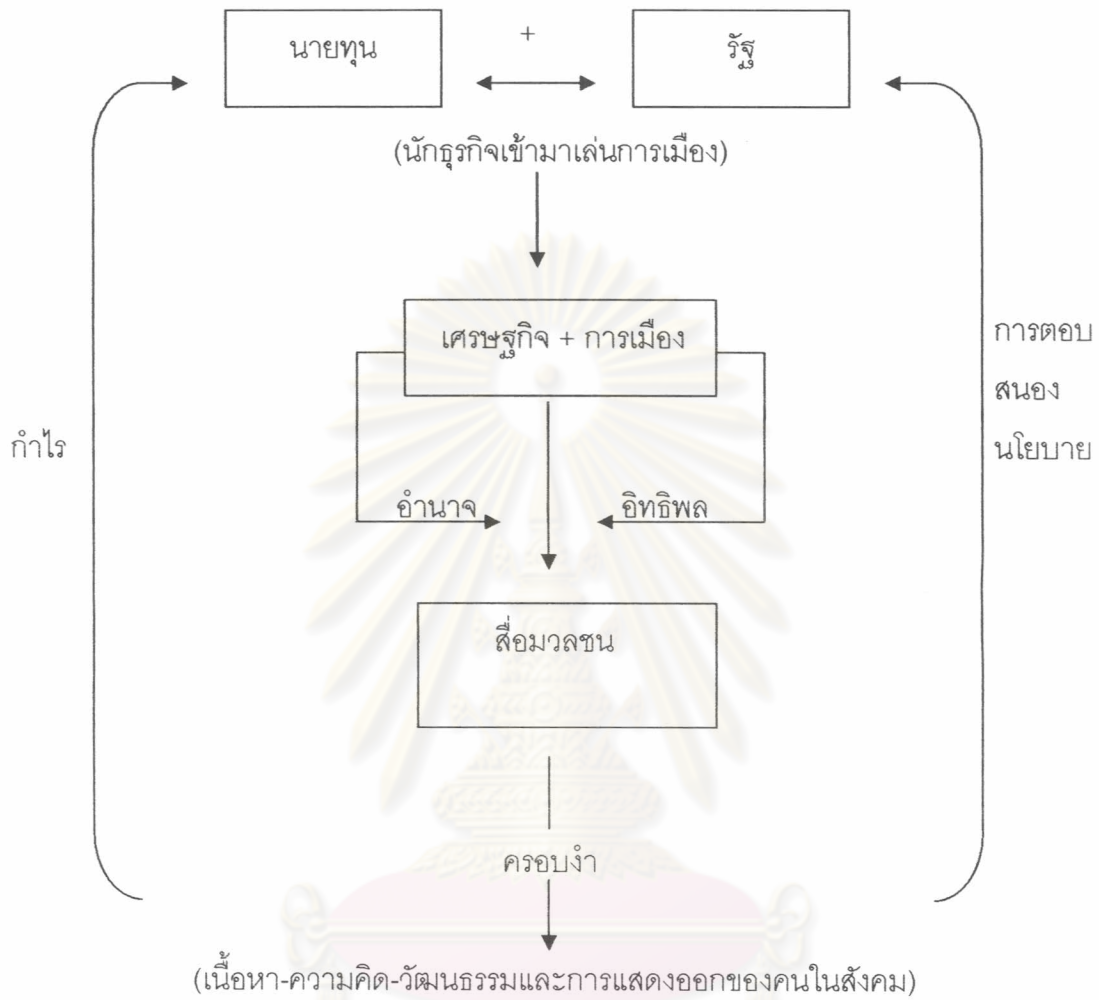 นายทุน + รัฐ
(นักธุรกิจเข้ามาเล่นการเมือง)
เศรษฐกิจ + การเมือง
การตอบ
สนอง
นโยบาย
กำไร
อำนาจ อิทธิพล
สื่อมวลชน
ครอบงำ
(เนื้อหา-ความคิด-วัฒนธรรมและการแสดงออกของคนในสังคม)